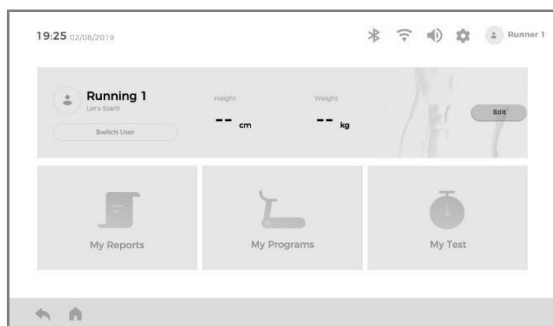 19:25 02/08/2019
Runner 1
Running 1
Let's Start!
Switch User
Height
-- cm
Weight
-- kg
Edit
My Reports
My Programs
My Test